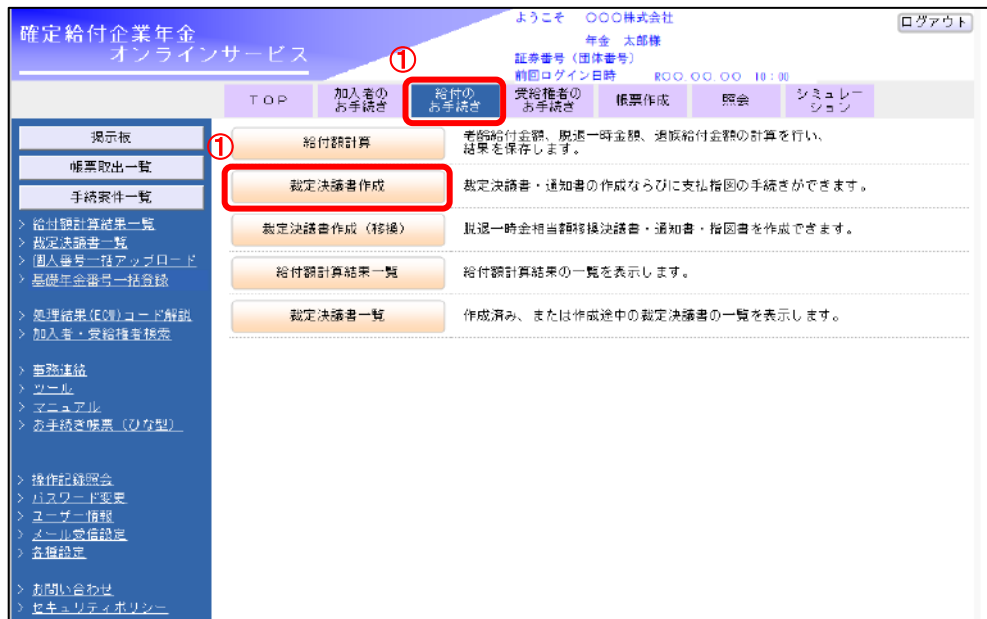 確定給付企業年金
オンラインサービス
ようこそ 〇〇〇株式会社
年金 太郎様
証券番号(団体番号)
前回ログイン日時 R〇〇.〇〇.〇〇 10:00
ログアウト
①
TOP
加入者の
お手続き
給付の
お手続き
受給権者の
お手続き
帳票作成
照会
シミュレー
ション
掲示板
帳票取出一覧
手続案件一覧
> 給付額計算結果一覧
> 裁定決議書一覧
> 個人番号一括アップロード
> 基礎年金番号一括登録
> 処理結果(ECW)コード解説
> 加入者・受給権者検索
> 事務連絡
> ツール
> マニュアル
> お手続き帳票(ひな型)
> 操作記録照会
> パスワード変更
> ユーザー情報
> メール受信設定
> 各種設定
> お問い合わせ
> セキュリティポリシー
①
給付額計算
老齢給付金額、脱退一時金額、遺族給付金額の計算を行い、
結果を保存します。
裁定決議書作成
裁定決議書・通知書の作成ならびに支払指図の手続きができます。
裁定決議書作成(移換)
脱退一時金相当額移換決議書・通知書・指図書を作成できます。
給付額計算結果一覧
給付額計算結果の一覧を表示します。
裁定決議書一覧
作成済み、または作成途中の裁定決議書の一覧を表示します。